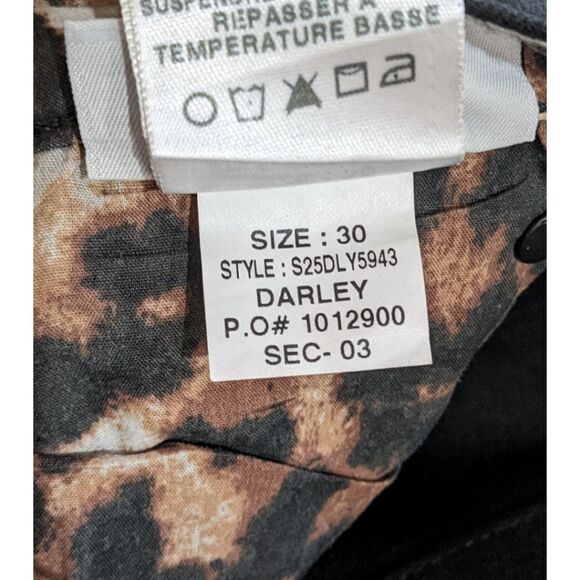 REPASSER A
TEMPERATURE BASSE
SIZE : 30
STYLE : S25DLY5943
DARLEY
P.O# 1012900
SEC- 03